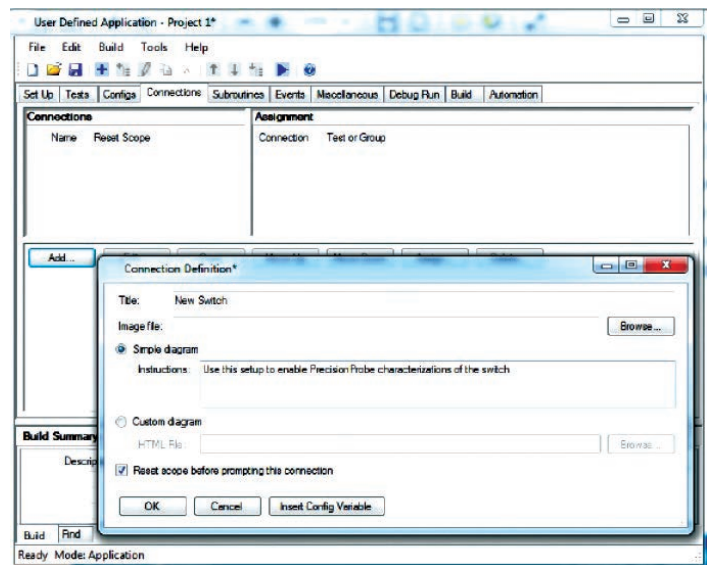 User Defined Application - Project 1*
File Edit Build Tools Help
Set Up Tests Configs Connections Subroutines Events Miscellaneous Debug Run Build Automation
Connections
Name Reset Scope
Assignment
Connection Test or Group
Add...
Connection Definition*
Title: New Switch
Image file:
Browse...
Simple diagram
Instructions: Use this setup to enable PrecisionProbe characterizations of the switch
Custom diagram
HTML File:
Browse...
Reset scope before prompting this connection
OK Cancel Insert Config Variable
Build Summary
Descrip
Build Find
Ready Mode: Application